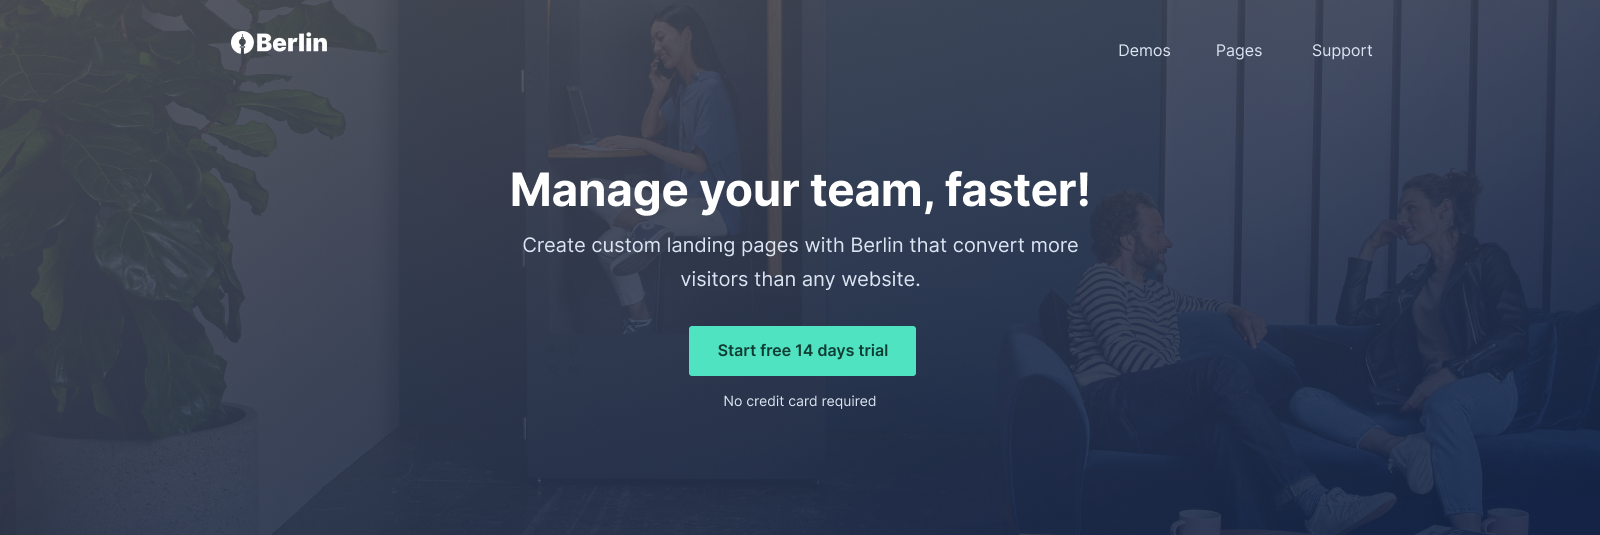 Berlin
Demos Pages Support
Manage your team, faster!
Create custom landing pages with Berlin that convert more
visitors than any website.
Start free 14 days trial
No credit card required